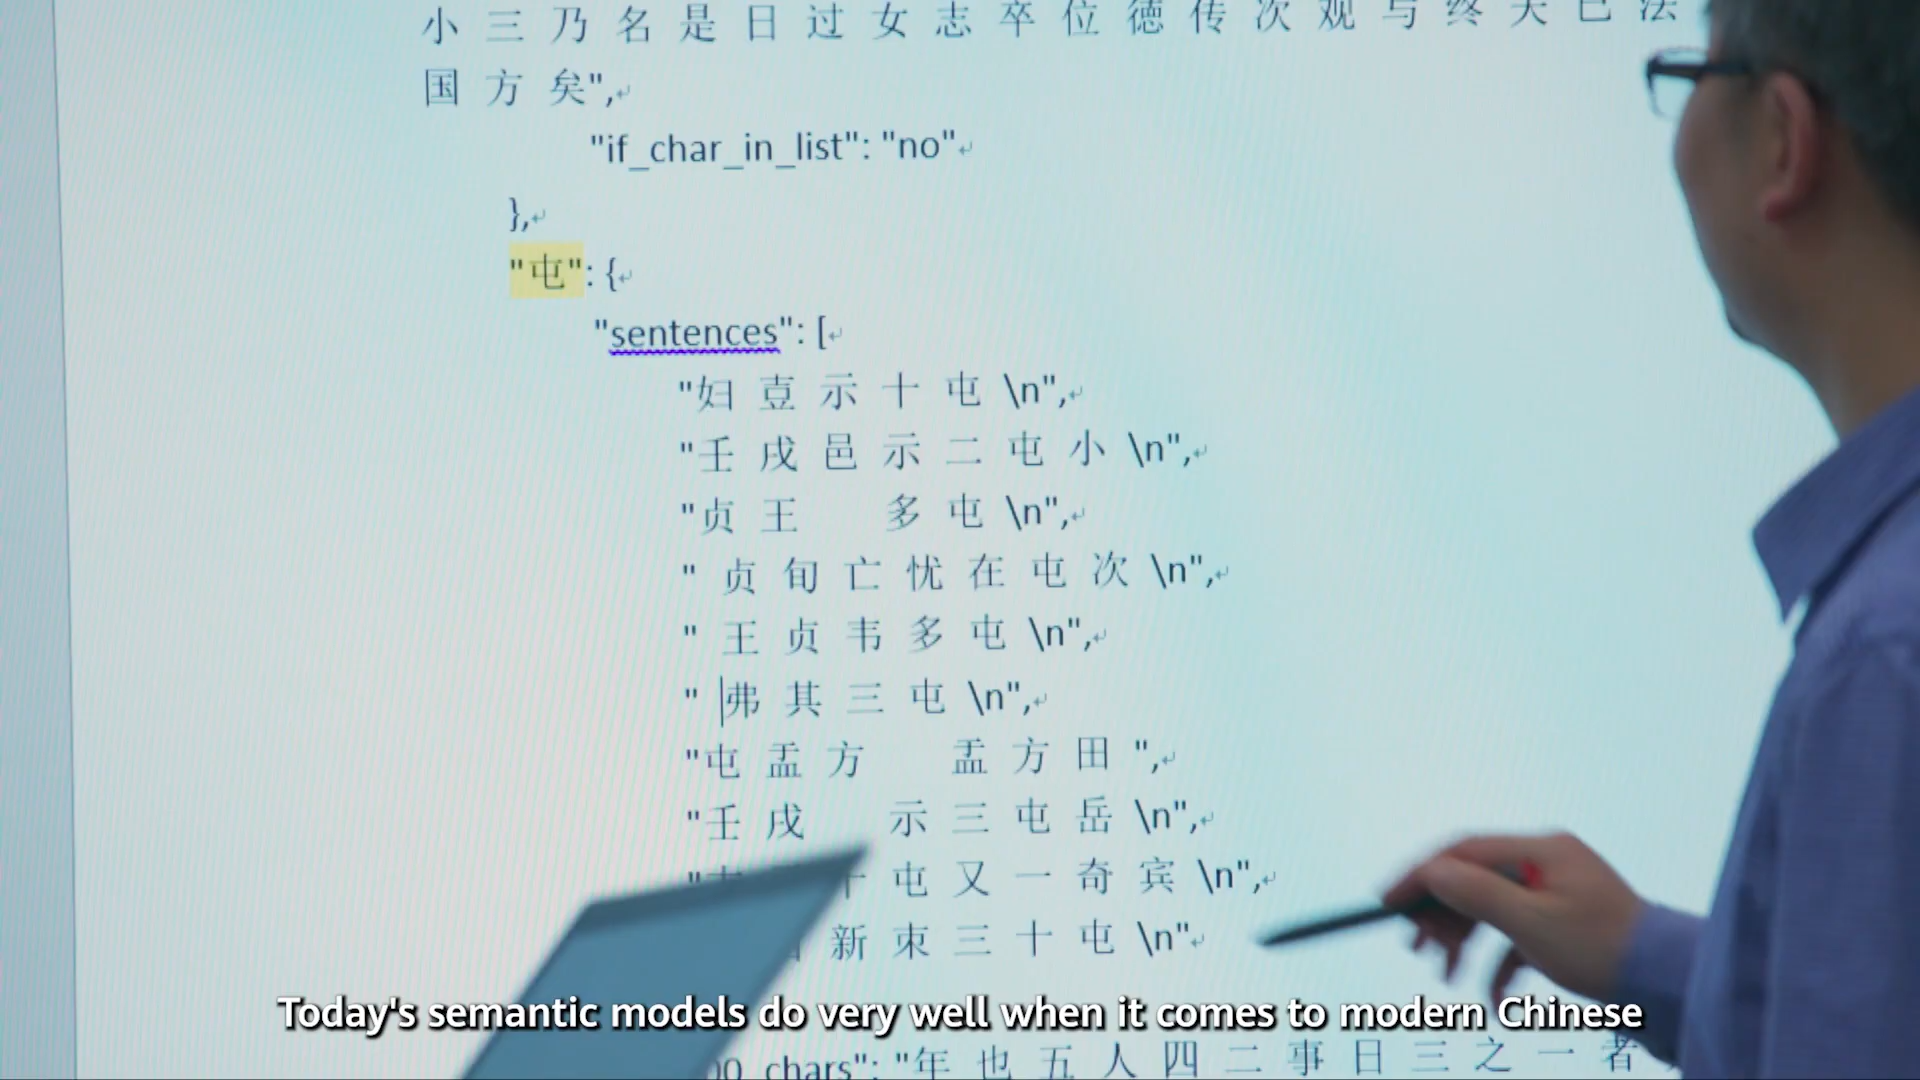 小 三 乃 名 是 日 过 女 志 卒 位 德 传 次 观 与 终 天 已 法
国 方 矣",
"if_char_in_list": "no"
},
"屯": {
"sentences": [
"妇 壴 示 十 屯 \n",
"壬 戌 邑 示 二 屯 小 \n",
"贞 王 多 屯 \n",
" 贞 旬 亡 忧 在 屯 次 \n",
" 王 贞 韦 多 屯 \n",
" 弗 其 三 屯 \n",
"屯 盂 方 盂 方 田 ",
"壬 戌 示 三 屯 岳 \n",
屯 又 一 奇 宾 \n",
新 束 三 十 屯 \n"
Today's semantic models do very well when it comes to modern Chinese
chars": "年 也 五 人 四 二 事 日 三 之 一 者